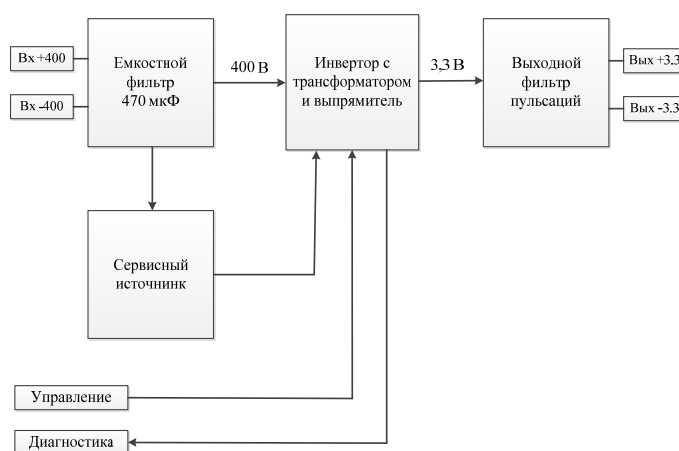 Вх +400
Вх -400
Емкостной
фильтр
470 мкФ
400 В
Инвертор с
трансформатором
и выпрямитель
3,3 В
Выходной
фильтр
пульсаций
Вых +3.3
Вых -3.3
Сервисный
источнинк
Управление
Диагностика